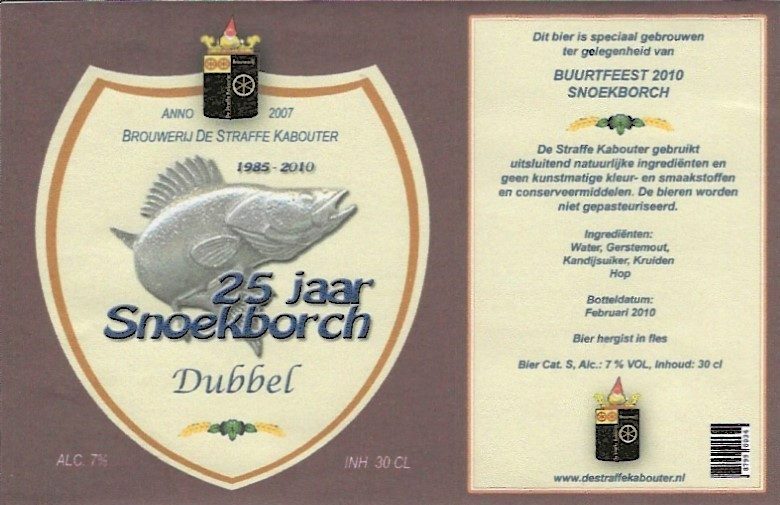 ANNO 2007
BROUWERIJ DE STRAFFE KABOUTER
1985 - 2010
25 jaar
Snoekborch
Dubbel
ALC. 7%
INH 30 CL
Dit bier is speciaal gebrouwen
ter gelegenheid van
BUURTFEEST 2010
SNOEKBORCH
De Straffe Kabouter gebruikt
uitsluitend natuurlijke ingrediënten en
geen kunstmatige kleur- en smaakstoffen
en conserveermiddelen. De bieren worden
niet gepasteuriseerd.
Ingrediënten:
Water, Gerstemout,
Kandijsuiker, Kruiden
Hop
Botteldatum:
Februari 2010
Bier hergist in fles
Bier Cat. S, Alc.: 7 % VOL, Inhoud: 30 cl
www.destraffekabouter.nl